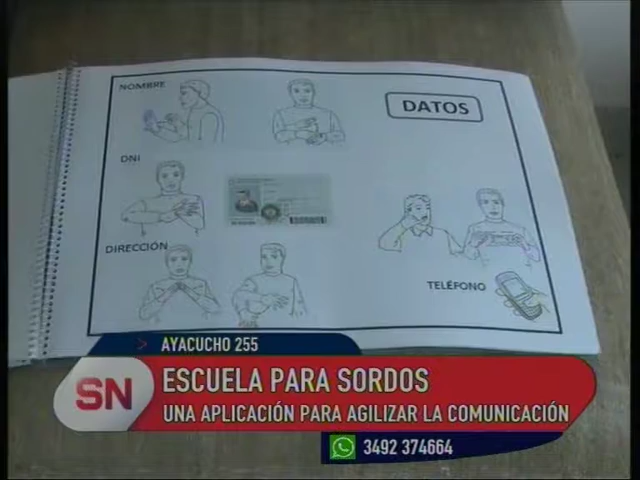 NOMBRE
DATOS
DNI
DIRECCIÓN
TELÉFONO
> AYACUCHO 255
SN
ESCUELA PARA SORDOS
UNA APLICACIÓN PARA AGILIZAR LA COMUNICACIÓN
3492 374664